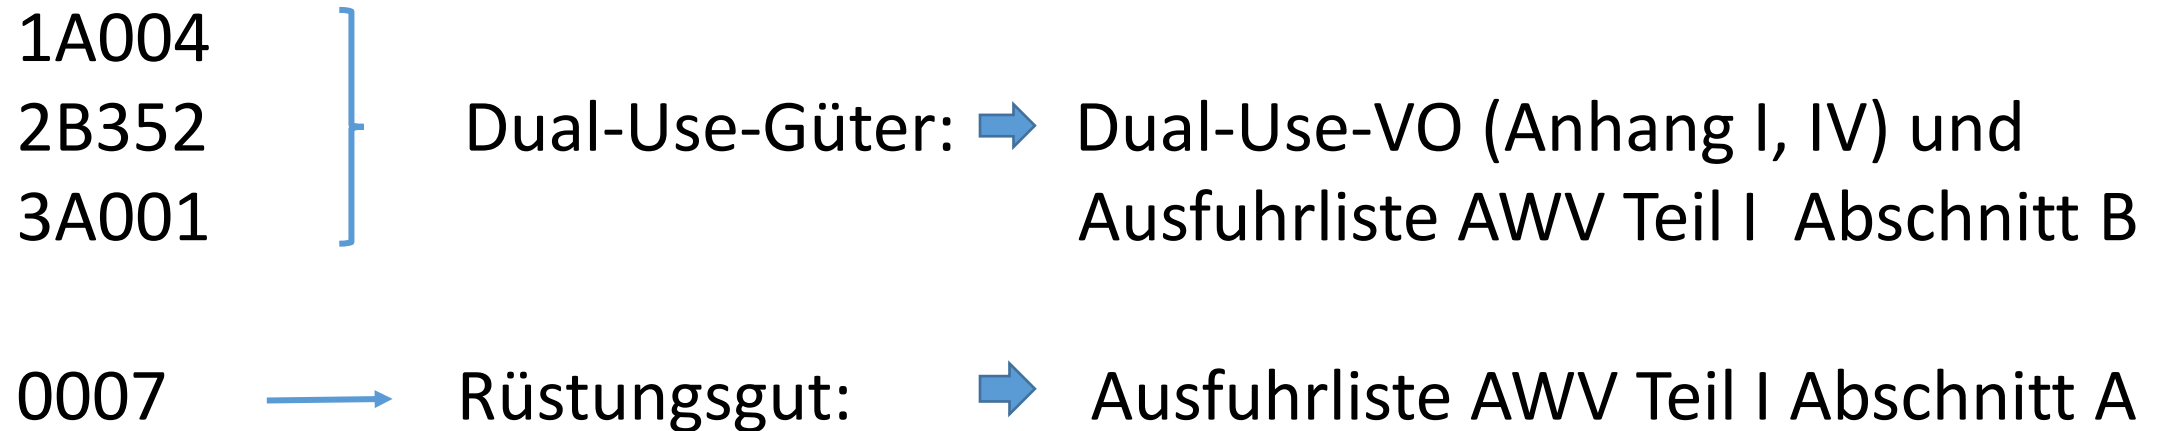 1A004
2B352 Dual-Use-Güter: Dual-Use-VO (Anhang I, IV) und
3A001 Ausfuhrliste AWV Teil I Abschnitt B
0007 Rüstungsgut: Ausfuhrliste AWV Teil I Abschnitt A